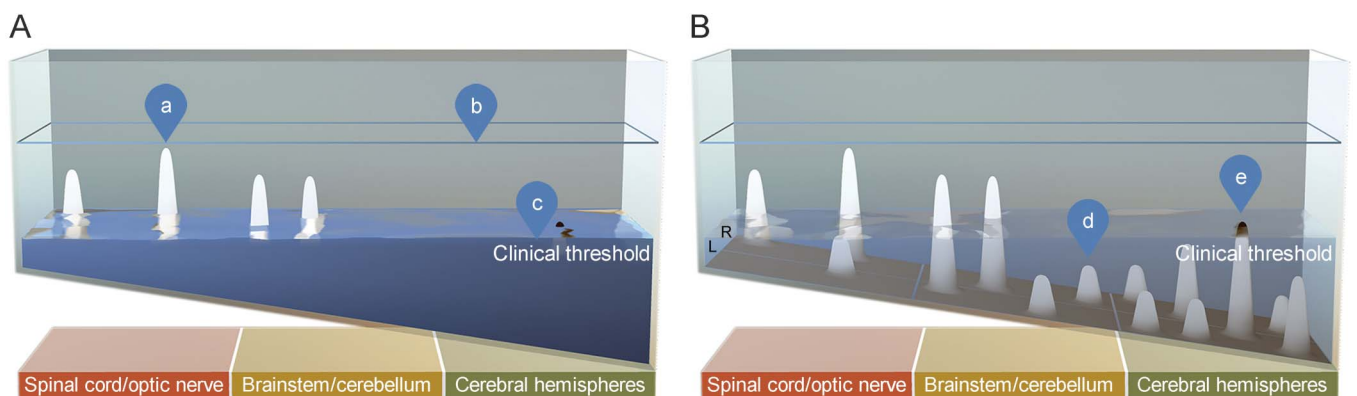 A
a
b
c
Clinical threshold
Spinal cord/optic nerve
Brainstem/cerebellum
Cerebral hemispheres
B
e
d
R
L
Clinical threshold
Spinal cord/optic nerve
Brainstem/cerebellum
Cerebral hemispheres